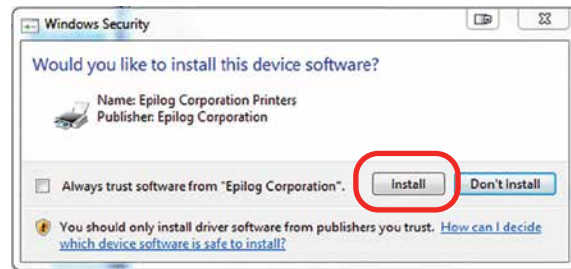 Windows Security
Would you like to install this device software?
Name: Epilog Corporation Printers
Publisher: Epilog Corporation
Always trust software from "Epilog Corporation".
Install
Don't Install
You should only install driver software from publishers you trust. How can I decide
which device software is safe to install?